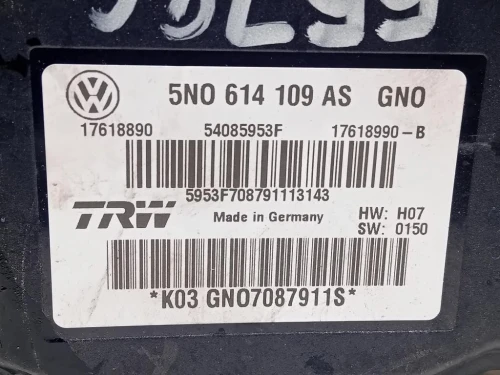 5N0 614 109 AS GNO
17618890 54085953F 17618990-B
5953F708791113143
TRW Made in Germany HW: H07
SW: 0150
*K03 GNO7087911S*